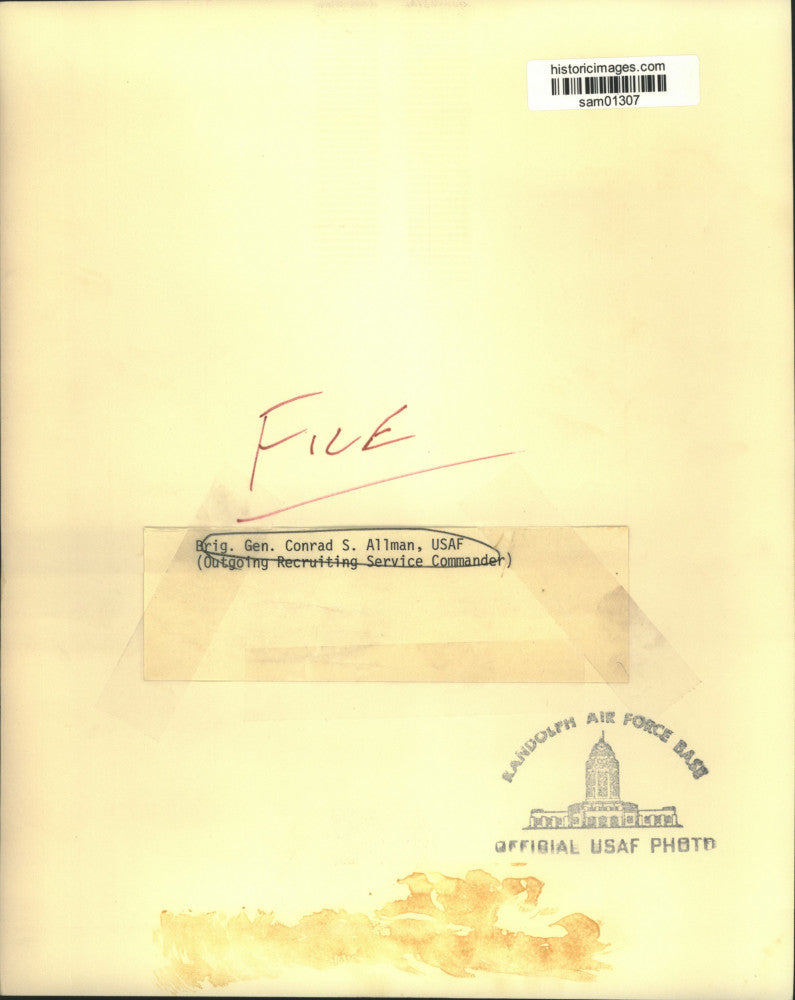 historicimages.com
sam01307
FILE
Brig. Gen. Conrad S. Allman, USAF
(Outgoing Recruiting Service Commander)
RANDOLPH AIR FORCE BASE
OFFICIAL USAF PHOTO